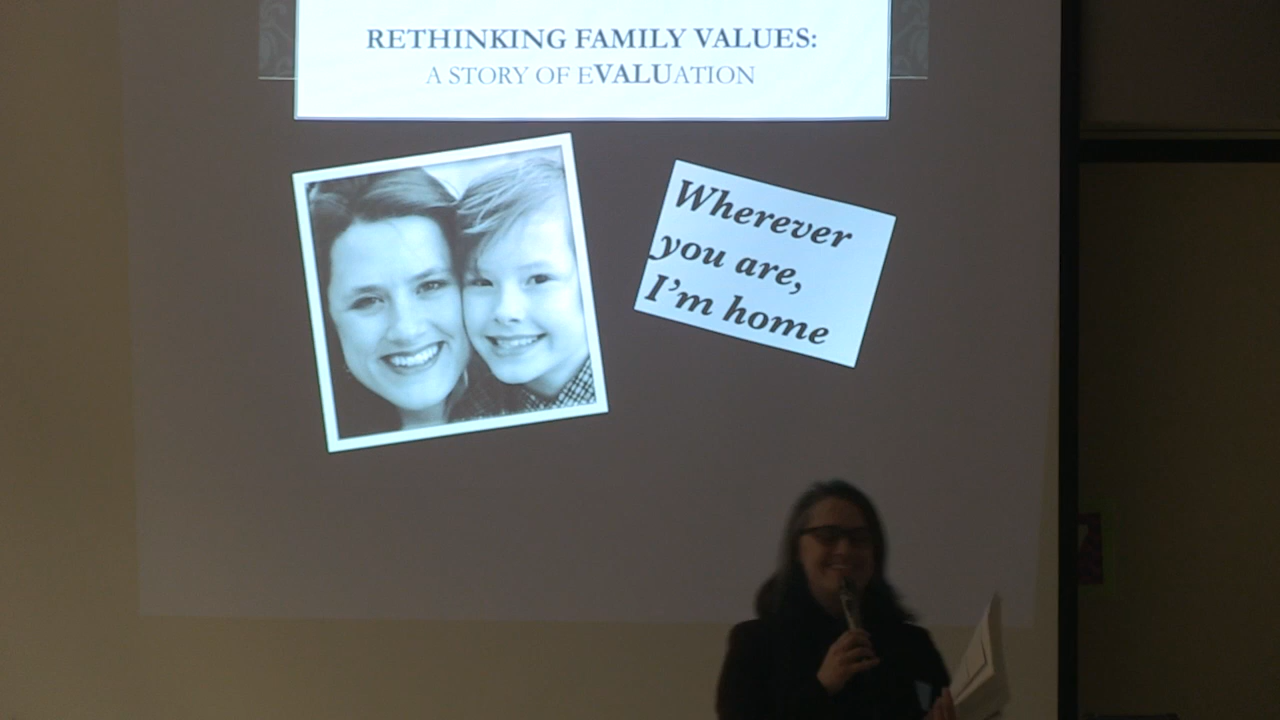 RETHINKING FAMILY VALUES:
A STORY OF EVALUATION
Wherever
you are,
I'm home